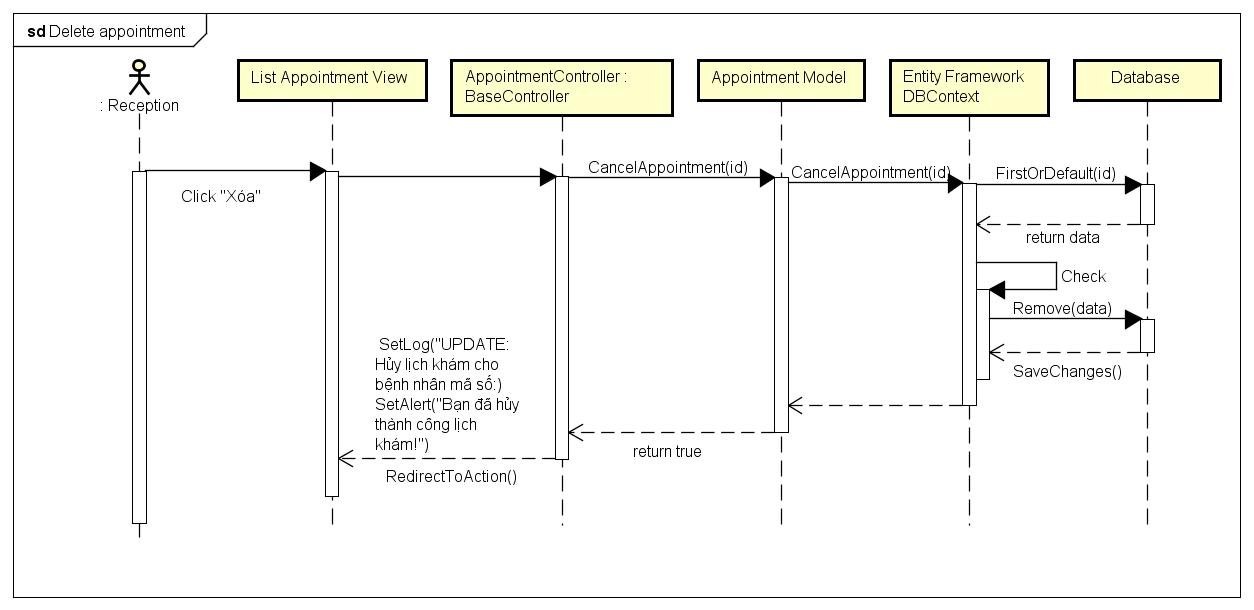 sd Delete appointment
: Reception
List Appointment View
AppointmentController :
BaseController
Appointment Model
Entity Framework
DBContext
Database
Click "Xóa"
CancelAppointment(id)
CancelAppointment(id)
FirstOrDefault(id)
return data
Check
Remove(data)
SaveChanges()
SetLog("UPDATE:
Hủy lịch khám cho
bệnh nhân mã số:)
SetAlert("Bạn đã hủy
thành công lịch
khám!")
return true
RedirectToAction()